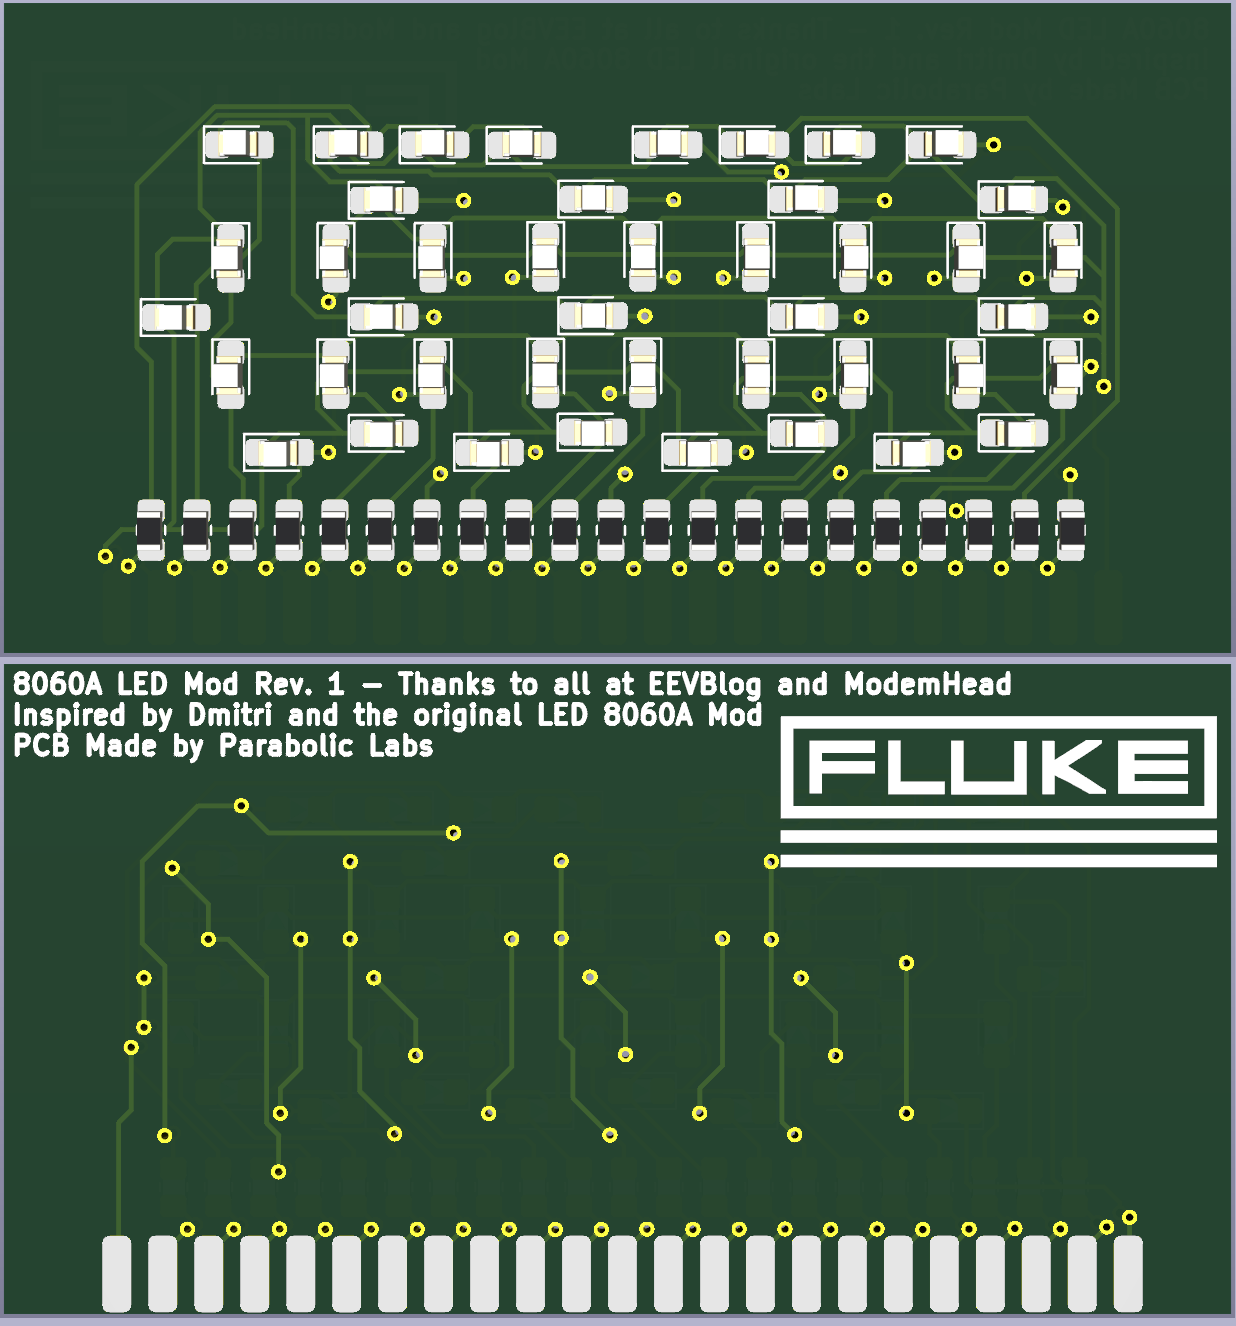 8060A LED Mod Rev. 1 – Thanks to all at EEVBlog and ModemHead
Inspired by Dmitri and the original LED 8060A Mod
PCB Made by Parabolic Labs
FLUKE